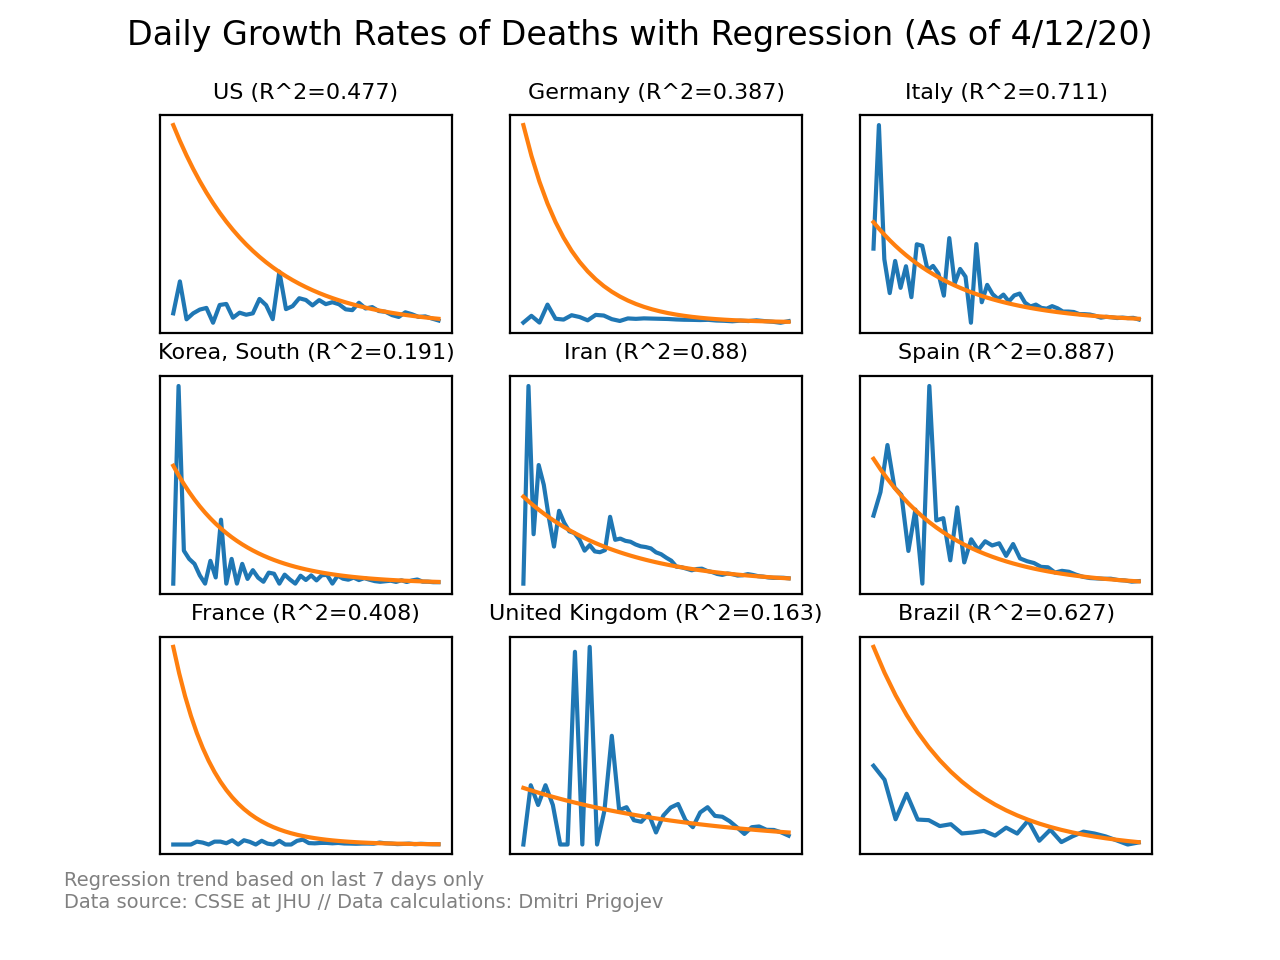 Daily Growth Rates of Deaths with Regression (As of 4/12/20)
US (R^2=0.477)
Germany (R^2=0.387)
Italy (R^2=0.711)
Korea, South (R^2=0.191)
Iran (R^2=0.88)
Spain (R^2=0.887)
France (R^2=0.408)
United Kingdom (R^2=0.163)
Brazil (R^2=0.627)
Regression trend based on last 7 days only
Data source: CSSE at JHU // Data calculations: Dmitri Prigojev